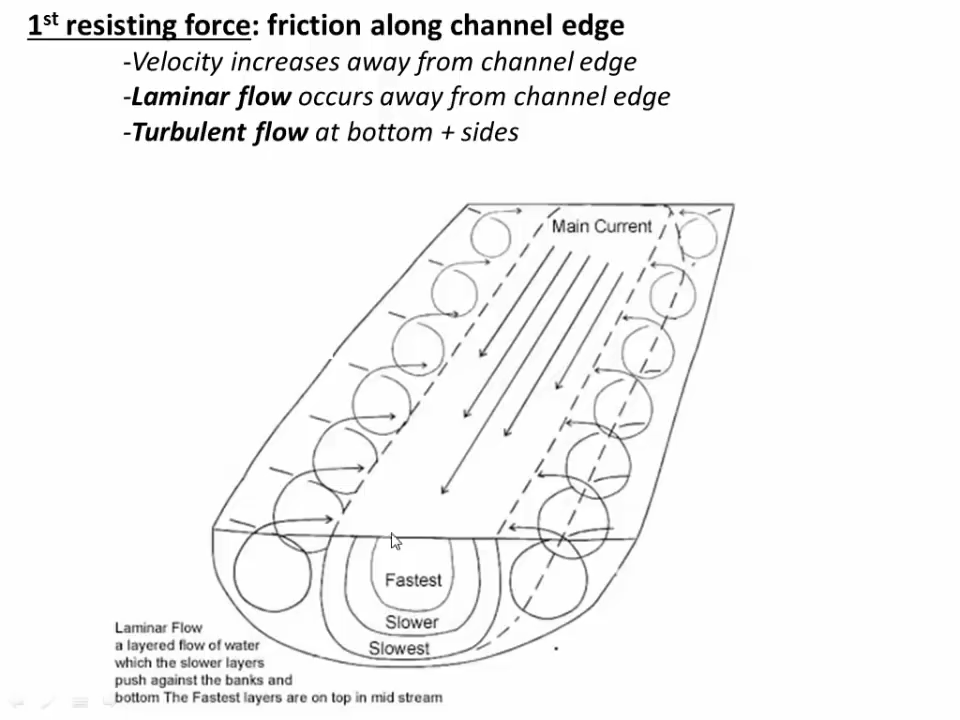 1st resisting force: friction along channel edge
-Velocity increases away from channel edge
-Laminar flow occurs away from channel edge
-Turbulent flow at bottom + sides
Main Current
Fastest
Slower
Slowest
Laminar Flow
a layered flow of water
which the slower layers
push against the banks and
bottom The Fastest layers are on top in mid stream